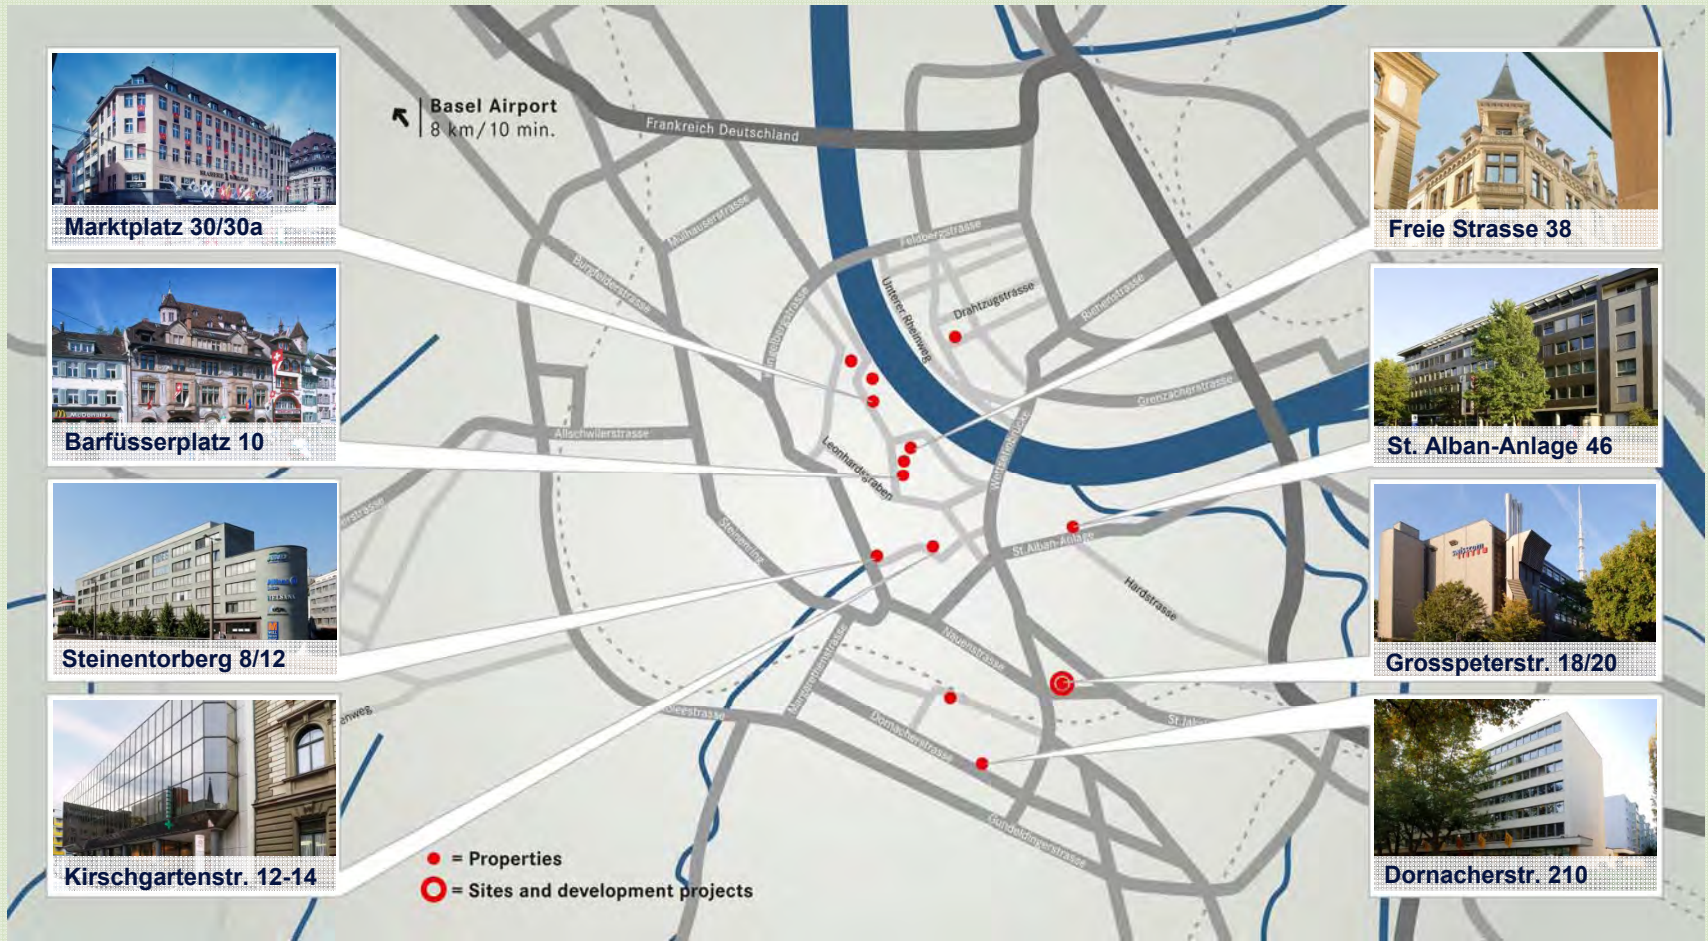 Basel Airport
8 km/10 min.
Frankreich Deutschland
Marktplatz 30/30a
Freie Strasse 38
Mülhauserstrasse
Feldbergstrasse
Burgfelderstrasse
Unterer Rheinweg
Drahtzugstrasse
Riehenstrasse
McDonald's
Barfüsserplatz 10
St. Alban-Anlage 46
Grenzacherstrasse
Allschwilerstrasse
Leonhardsgraben
Steinenring
St.Alban-Anlage
Hardstrasse
swisscom
Steinentorberg 8/12
Grosspeterstr. 18/20
Nauenstrasse
Margarethenstrasse
Dornacherstrasse
Gundeldingerstrasse
Kirschgartenstr. 12-14
Dornacherstr. 210
= Properties
= Sites and development projects